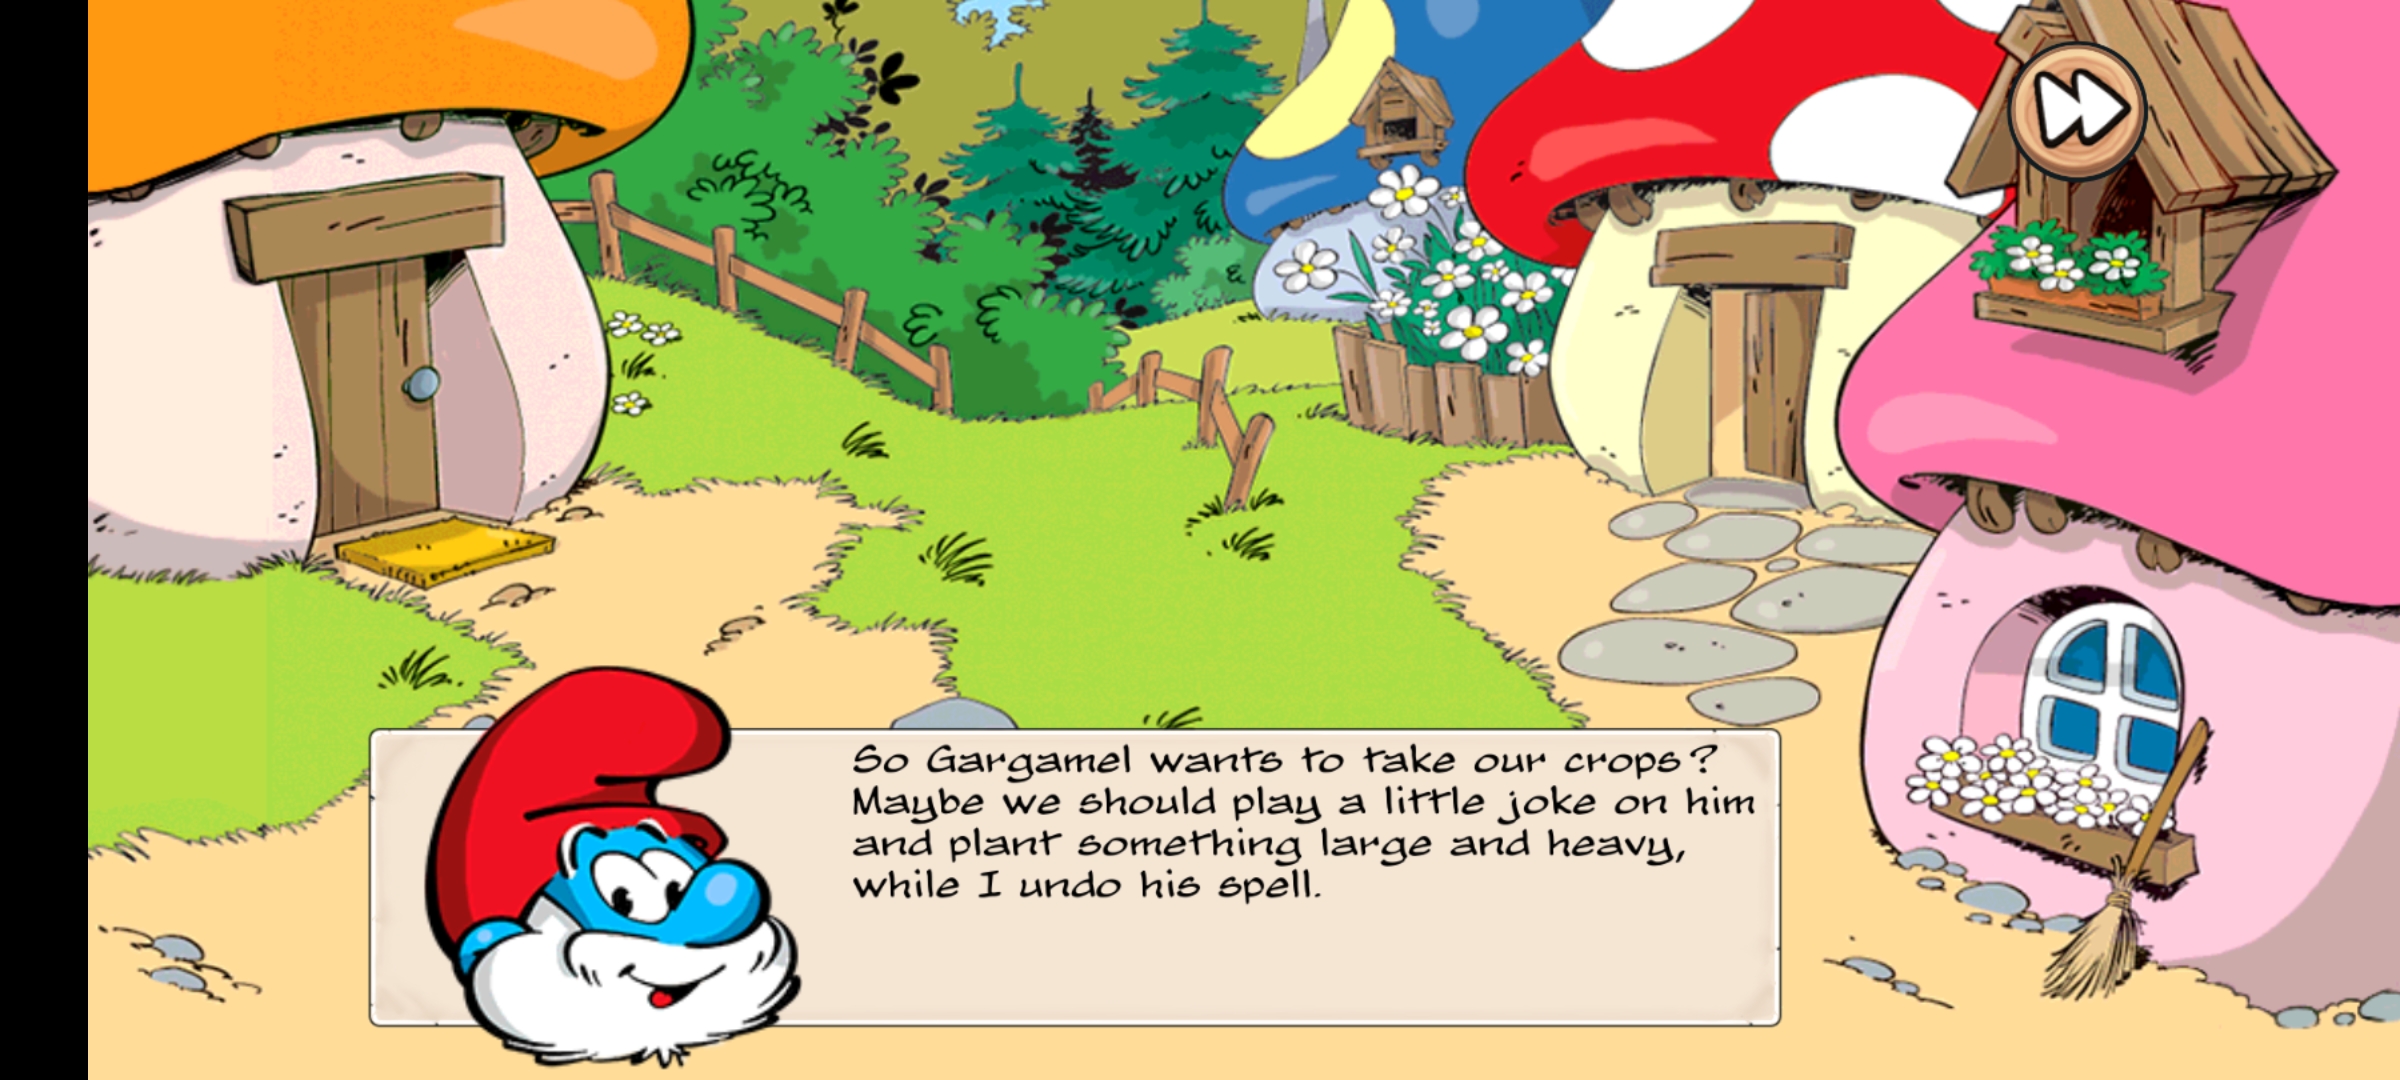 So Gargamel wants to take our crops?
Maybe we should play a little joke on him
and plant something large and heavy,
while I undo his spell.